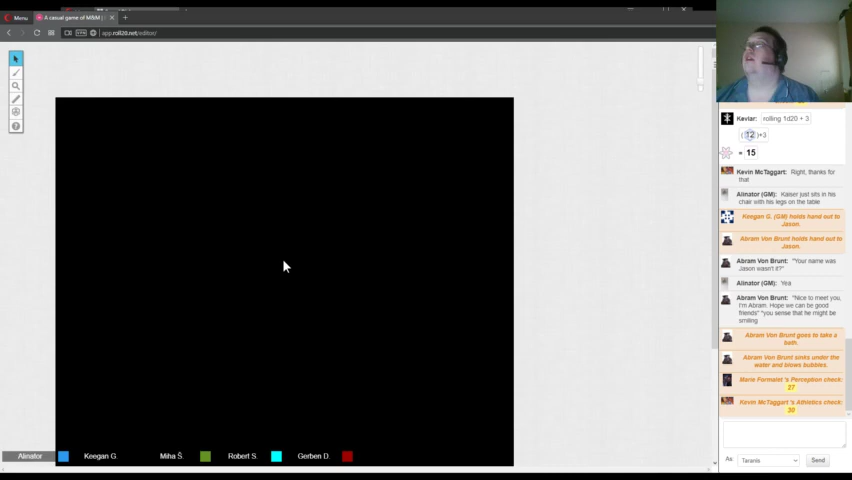 Menu
A casual game of M&M |
app.roll20.net/editor/
Kevlar: rolling 1d20 + 3
( 12 )+3
= 15
Kevin McTaggart: Right, thanks for
that
Alinator (GM): Kaiser just sits in his
chair with his legs on the table
Keegan G. (GM) holds hand out to
Jason.
Abram Von Brunt holds hand out to
Jason.
Abram Von Brunt: "Your name was
Jason wasn't it?"
Alinator (GM): Yea
Abram Von Brunt: "Nice to meet you,
I'm Abram. Hope we can be good
friends" *you sense that he might be
smiling
Abram Von Brunt goes to take a
bath.
Abram Von Brunt sinks under the
water and blows bubbles.
Marie Formalet 's Perception check:
27
Kevin McTaggart 's Athletics check:
30
Alinator
Keegan G.
Miha Š.
Robert S.
Gerben D.
As
Taranis
Send